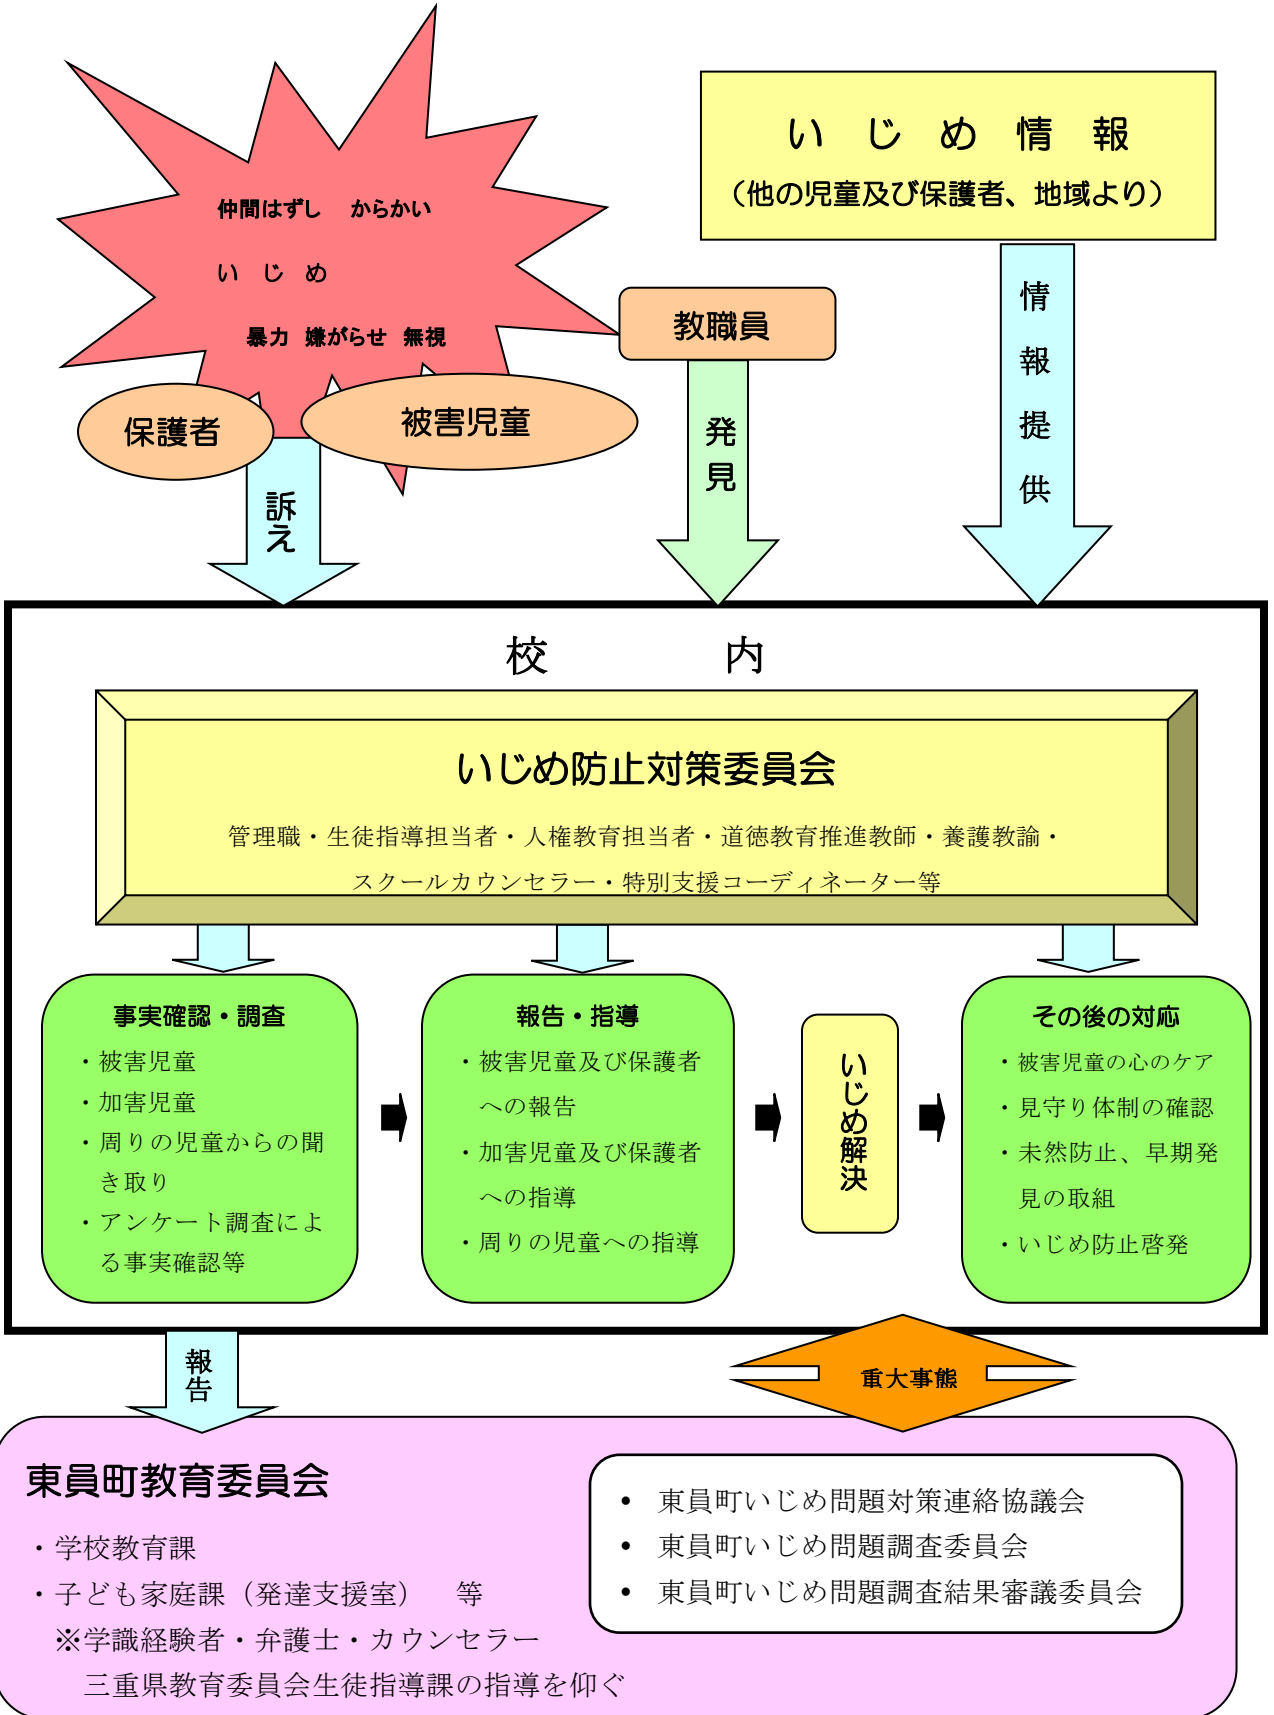 仲間はずし からかい
い じ め
暴力 嫌がらせ 無視
保護者
被害児童
訴え
教職員
発見
い じ め 情 報
（他の児童及び保護者、地域より）
情報提供
校 内
いじめ防止対策委員会
管理職・生徒指導担当者・人権教育担当者・道徳教育推進教師・養護教諭・
スクールカウンセラー・特別支援コーディネーター等
事実確認・調査
・被害児童
・加害児童
・周りの児童からの聞
き取り
・アンケート調査によ
る事実確認等
報告・指導
・被害児童及び保護者
への報告
・加害児童及び保護者
への指導
・周りの児童への指導
いじめ解決
その後の対応
・被害児童の心のケア
・見守り体制の確認
・未然防止、早期発
見の取組
・いじめ防止啓発
報告
重大事態
東員町教育委員会
・学校教育課
・子ども家庭課（発達支援室） 等
※学識経験者・弁護士・カウンセラー
三重県教育委員会生徒指導課の指導を仰ぐ
• 東員町いじめ問題対策連絡協議会
• 東員町いじめ問題調査委員会
• 東員町いじめ問題調査結果審議委員会